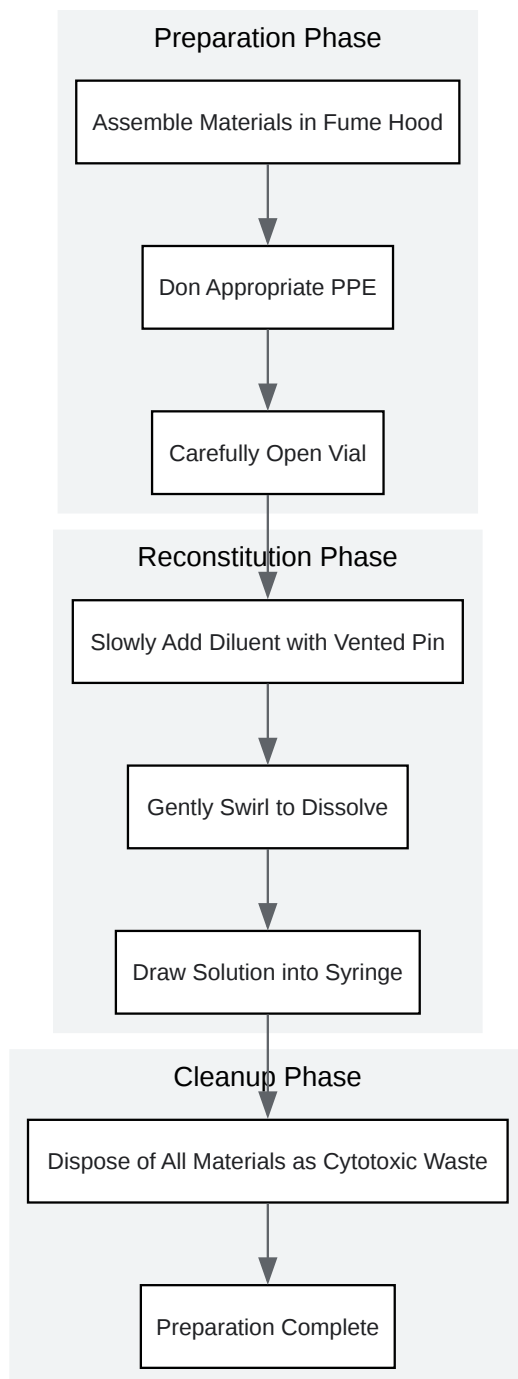 Preparation Phase
Assemble Materials in Fume Hood
Don Appropriate PPE
Carefully Open Vial
Reconstitution Phase
Slowly Add Diluent with Vented Pin
Gently Swirl to Dissolve
Draw Solution into Syringe
Cleanup Phase
Dispose of All Materials as Cytotoxic Waste
Preparation Complete